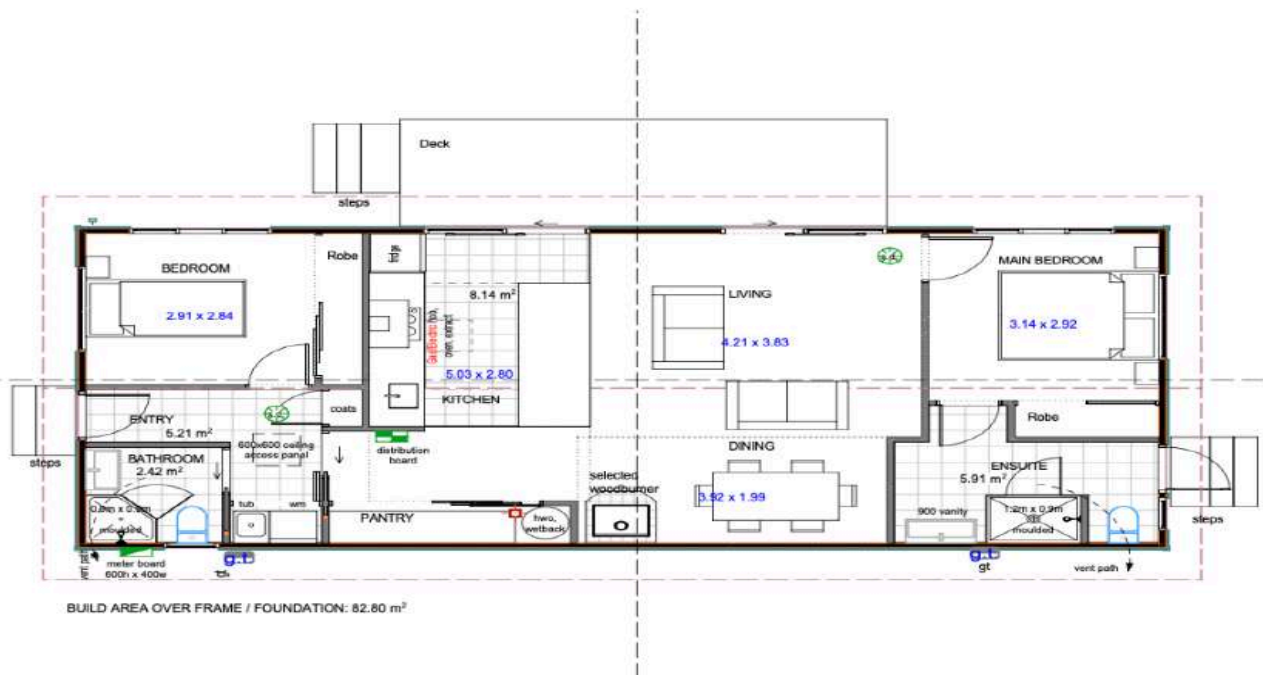 Deck
steps
BEDROOM
2.91 x 2.84
Robe
fridge
8.14 m²
oven, extract
5.03 x 2.80
KITCHEN
LIVING
4.21 x 3.83
MAIN BEDROOM
3.14 x 2.92
Robe
coats
ENTRY
5.21 m²
steps
600x600 ceiling
access panel
distribution
board
BATHROOM
2.42 m²
moulded
tub
wm
PANTRY
hwc,
wetback
selected
woodburner
DINING
3.92 x 1.99
ENSUITE
5.91 m²
900 vanity
1.2m x 0.9m
moulded
steps
vent path
meter board
600h x 400w
g.t
g.t
gt
vent path
BUILD AREA OVER FRAME / FOUNDATION: 82.80 m²